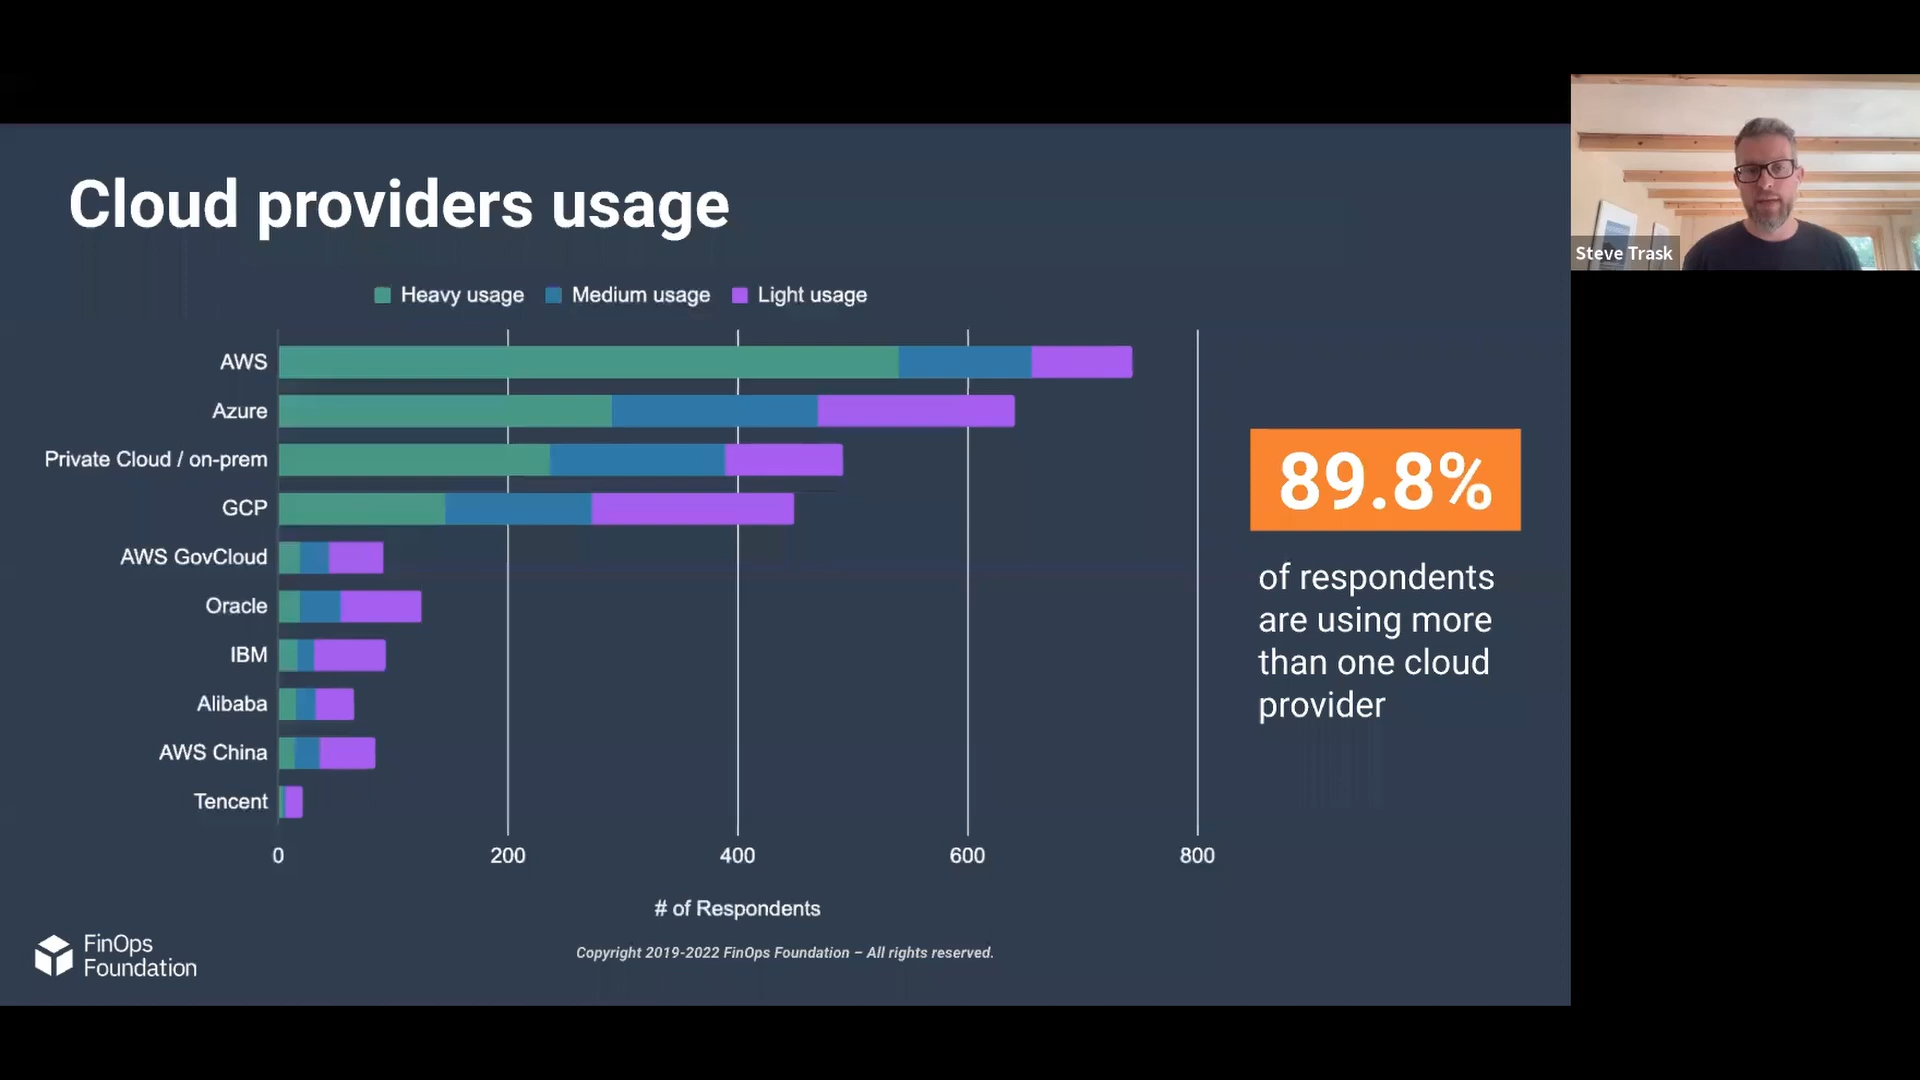 Cloud providers usage
Heavy usage Medium usage Light usage
AWS
Azure
Private Cloud / on-prem
GCP
AWS GovCloud
Oracle
IBM
Alibaba
AWS China
Tencent
0 200 400 600 800
# of Respondents
89.8%
of respondents
are using more
than one cloud
provider
FinOps
Foundation
Copyright 2019-2022 FinOps Foundation – All rights reserved.
Steve Trask